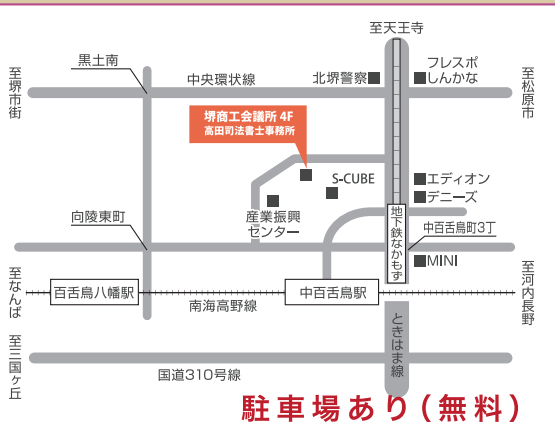 至天王寺
黒土南
中央環状線
北堺警察
フレスポ
しんかな
至堺市街
至松原市
堺商工会議所 4F
高田司法書士事務所
S-CUBE
エディオン
デニーズ
産業振興
センター
向陵東町
地下鉄なかもず
中百舌鳥町3丁
MINI
至なんば
百舌鳥八幡駅
南海高野線
中百舌鳥駅
至河内長野
ときはま線
至三国ヶ丘
国道310号線
駐車場あり(無料)